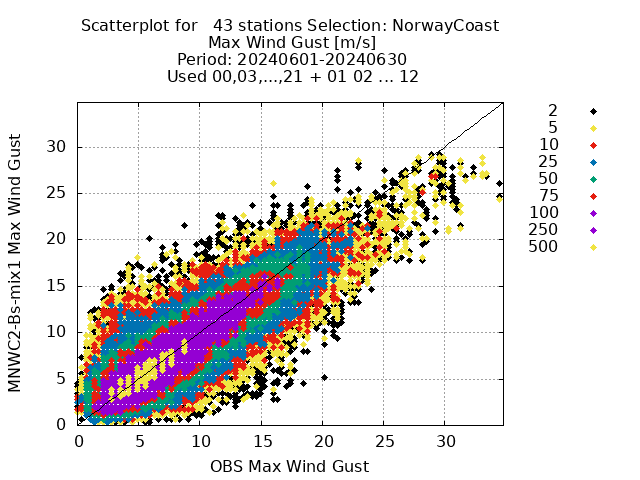 Scatterplot for   43 stations Selection: NorwayCoast
Max Wind Gust [m/s]
Period: 20240601-20240630
Used 00,03,...,21 + 01 02 ... 12
2
5
10
25
50
75
100
250
500
MNWC2-Bs-mix1 Max Wind Gust
30
25
20
15
10
5
0
0 5 10 15 20 25 30
OBS Max Wind Gust